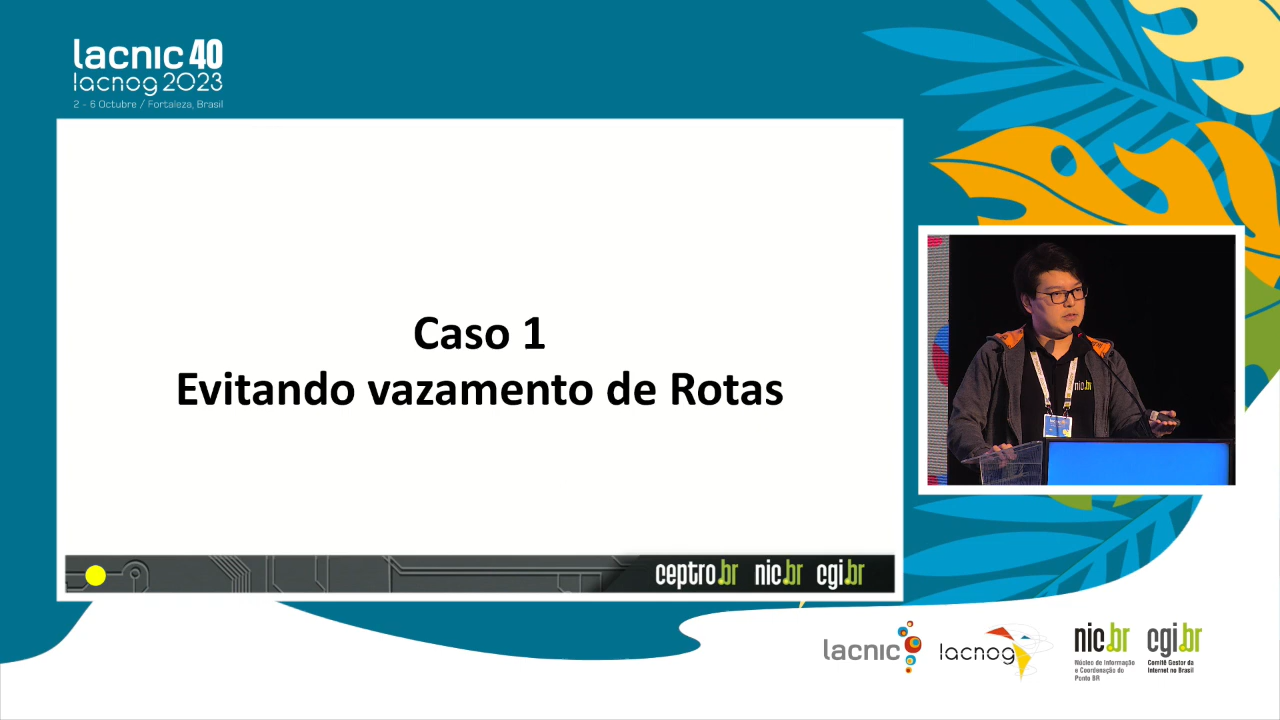 lacnic 40
lacnog 2023
2 - 6 Octubre / Fortaleza, Brasil
Caso 1
Evitando vazamento de Rotas
nic.br
ceptro.br nic.br cgi.br
lacnic
lacnog
nic.br
Núcleo de Informação
e Coordenação do
Ponto BR
cgi.br
Comitê Gestor da
Internet no Brasil